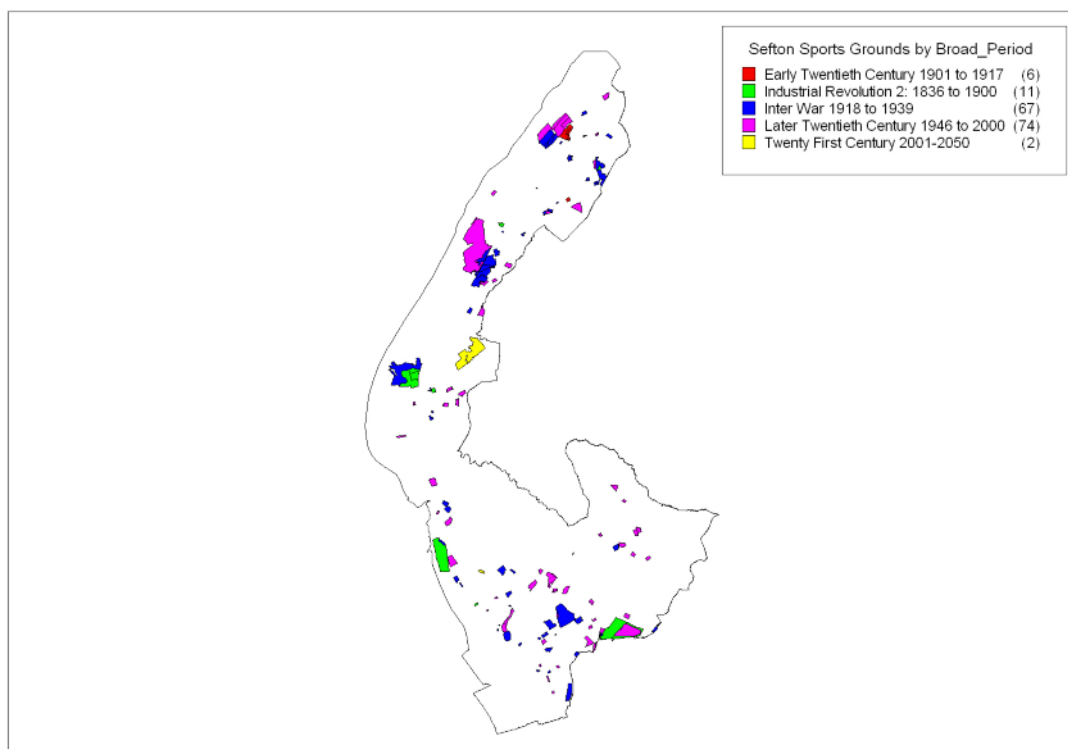 Sefton Sports Grounds by Broad_Period
Early Twentieth Century 1901 to 1917 (6)
Industrial Revolution 2: 1836 to 1900 (11)
Inter War 1918 to 1939 (67)
Later Twentieth Century 1946 to 2000 (74)
Twenty First Century 2001-2050 (2)